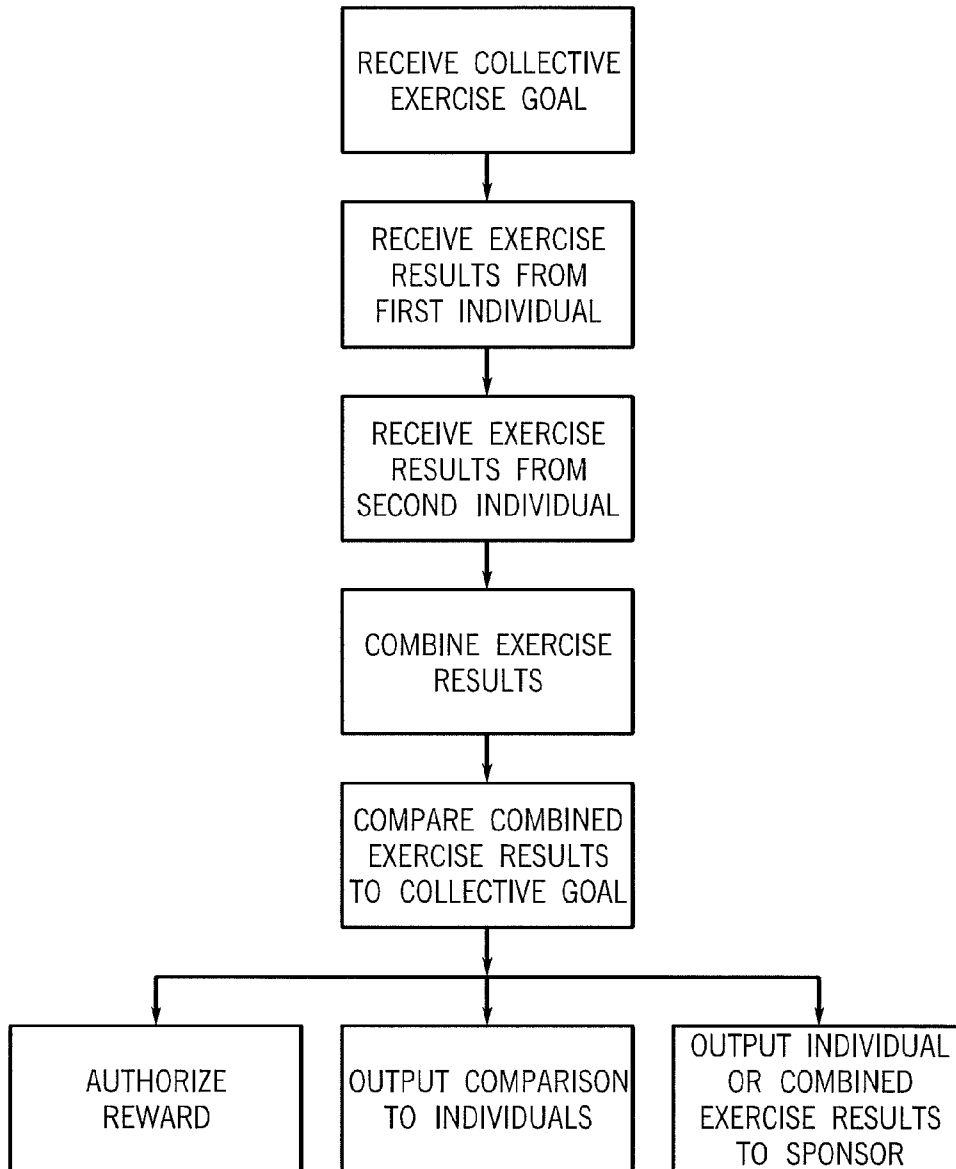 RECEIVE COLLECTIVE
EXERCISE GOAL
RECEIVE EXERCISE
RESULTS FROM
FIRST INDIVIDUAL
RECEIVE EXERCISE
RESULTS FROM
SECOND INDIVIDUAL
COMBINE EXERCISE
RESULTS
COMPARE COMBINED
EXERCISE RESULTS
TO COLLECTIVE GOAL
AUTHORIZE
REWARD
OUTPUT COMPARISON
TO INDIVIDUALS
OUTPUT INDIVIDUAL
OR COMBINED
EXERCISE RESULTS
TO SPONSOR